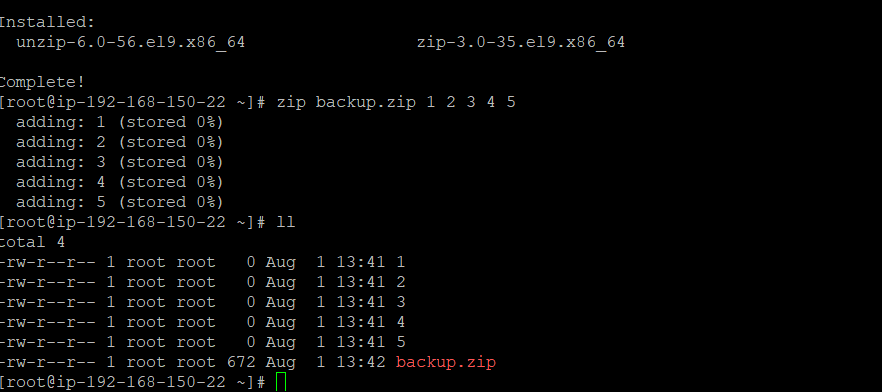 Installed:
  unzip-6.0-56.el9.x86_64                 zip-3.0-35.el9.x86_64
Complete!
[root@ip-192-168-150-22 ~]# zip backup.zip 1 2 3 4 5
  adding: 1 (stored 0%)
  adding: 2 (stored 0%)
  adding: 3 (stored 0%)
  adding: 4 (stored 0%)
  adding: 5 (stored 0%)
[root@ip-192-168-150-22 ~]# ll
total 4
-rw-r--r-- 1 root root   0 Aug  1 13:41 1
-rw-r--r-- 1 root root   0 Aug  1 13:41 2
-rw-r--r-- 1 root root   0 Aug  1 13:41 3
-rw-r--r-- 1 root root   0 Aug  1 13:41 4
-rw-r--r-- 1 root root   0 Aug  1 13:41 5
-rw-r--r-- 1 root root 672 Aug  1 13:42 backup.zip
[root@ip-192-168-150-22 ~]#